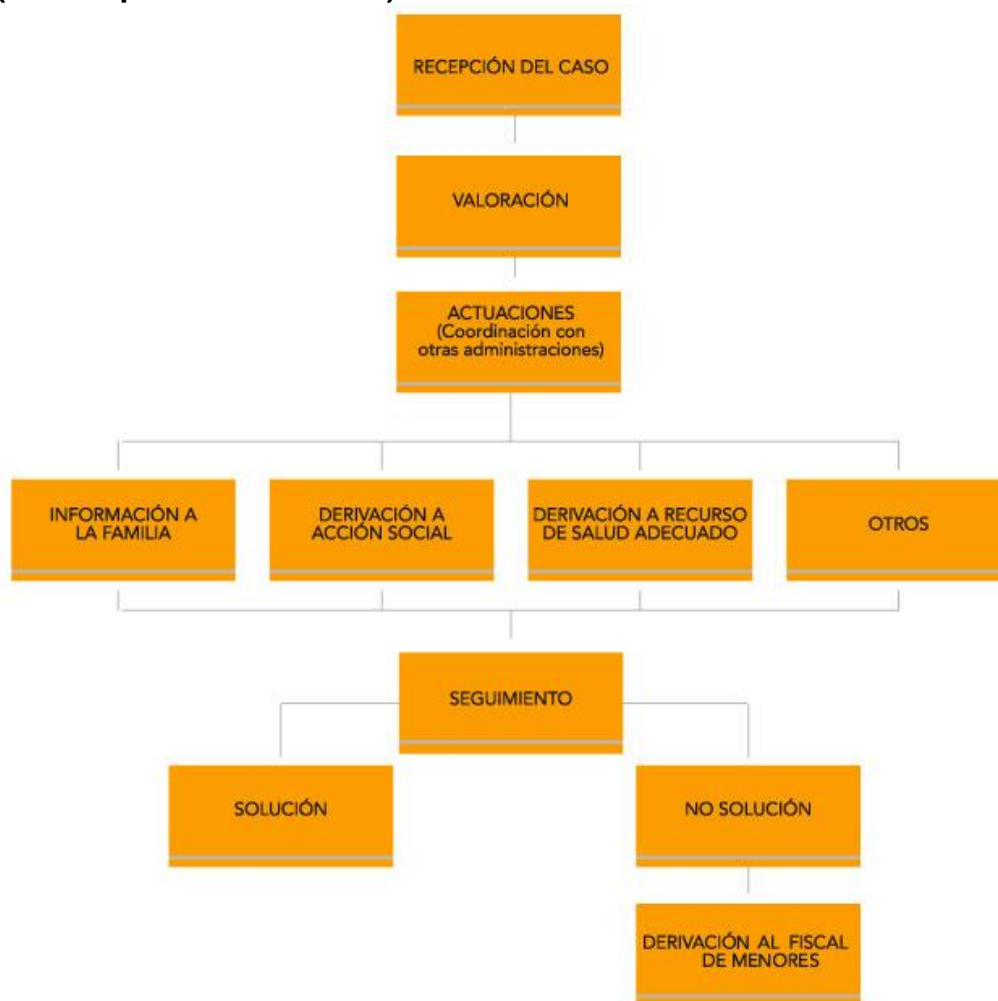 RECEPCIÓN DEL CASO
VALORACIÓN
ACTUACIONES
(Coordinación con
otras administraciones)
INFORMACIÓN A
LA FAMILIA
DERIVACIÓN A
ACCIÓN SOCIAL
DERIVACIÓN A RECURSO
DE SALUD ADECUADO
OTROS
SEGUIMIENTO
SOLUCIÓN
NO SOLUCIÓN
DERIVACIÓN AL FISCAL
DE MENORES